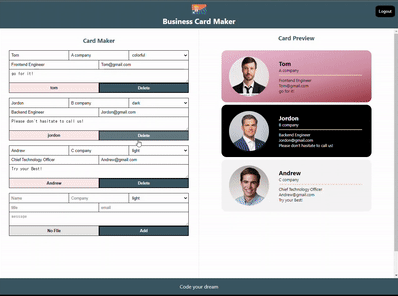 Logout
Business Card Maker
Card Maker
Tom A company colorful
Frontend Engineer Tom@gmail.com
go for it!
tom Delete
Jordon B company dark
Backend Engineer Jordon@gmail.com
Please don't hasitate to call us!
jordon Delete
Andrew C company light
Chief Technology Officer Andrew@gmail.com
Try your Best!
Andrew Delete
Name Company light
title email
message
No File Add
Card Preview
Tom
A company
Frontend Engineer
Tom@gmail.com
go for it!
Jordon
B company
Backend Engineer
Jordon@gmail.com
Please don't hasitate to call us!
Andrew
C company
Chief Technology Officer
Andrew@gmail.com
Try your Best!
Code your dream